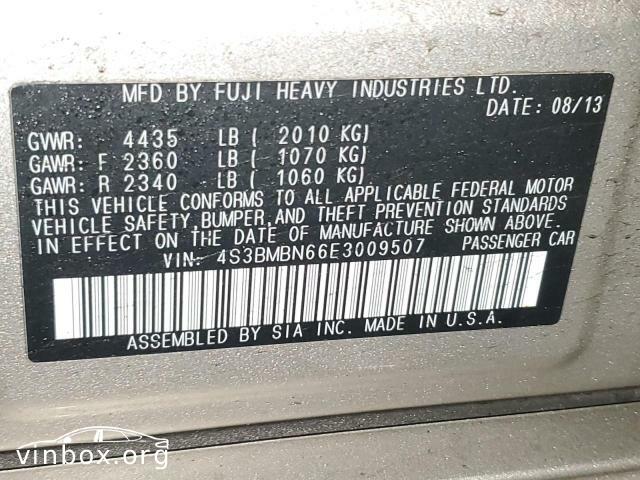 MFD BY FUJI HEAVY INDUSTRIES LTD.
DATE: 08/13
GVWR: 4435 LB ( 2010 KG)
GAWR: F 2360 LB ( 1070 KG)
GAWR: R 2340 LB ( 1060 KG)
THIS VEHICLE CONFORMS TO ALL APPLICABLE FEDERAL MOTOR
VEHICLE SAFETY, BUMPER, AND THEFT PREVENTION STANDARDS
IN EFFECT ON THE DATE OF MANUFACTURE SHOWN ABOVE.
VIN: 4S3BMBN66E3009507 PASSENGER CAR
ASSEMBLED BY SIA INC. MADE IN U.S.A.
vinbox.org